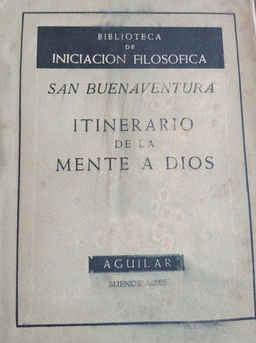 BIBLIOTECA
DE
INICIACION FILOSOFICA
SAN BUENAVENTURA
ITINERARIO
DE LA
MENTE A DIOS
AGUILAR
BUENOS AIRES